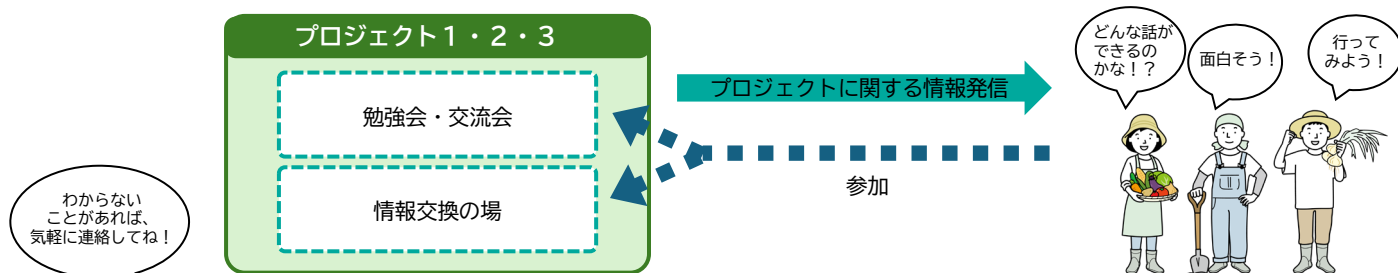 プロジェクト1・2・3
勉強会・交流会
情報交換の場
プロジェクトに関する情報発信
参加
どんな話が
できるの
かな!?
面白そう!
行って
みよう!
わからない
ことがあれば、
気軽に連絡してね!